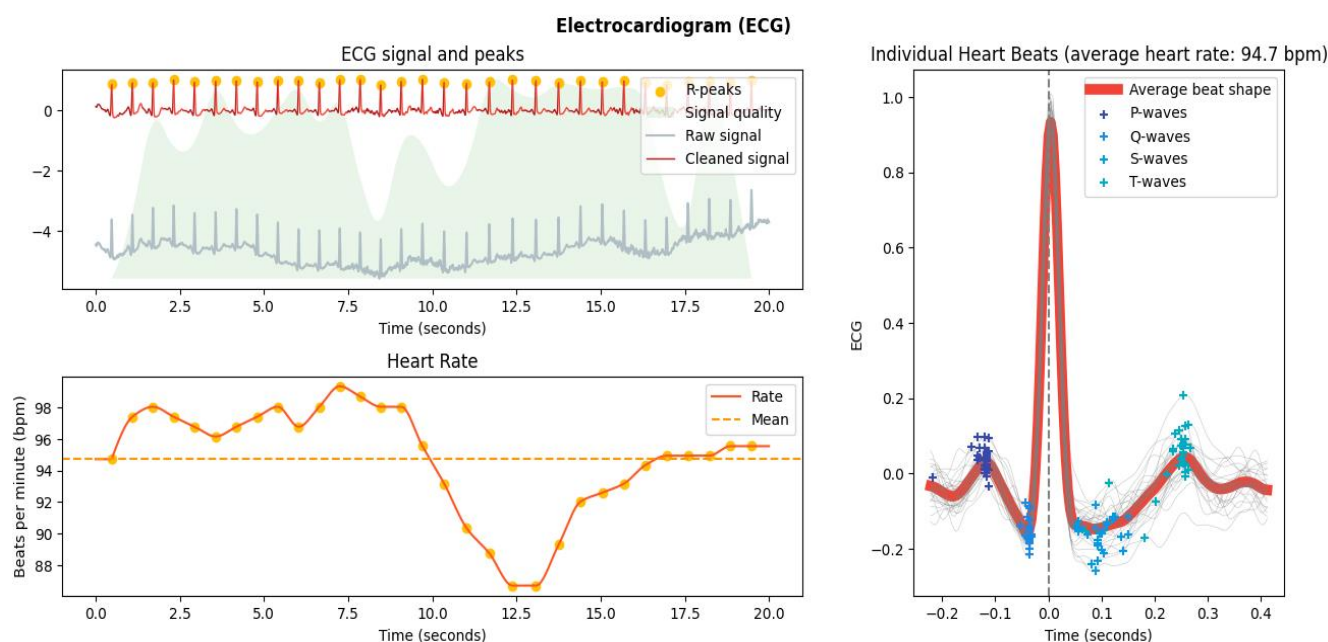 Electrocardiogram (ECG)
ECG signal and peaks
0
−2
−4
R-peaks
Signal quality
Raw signal
Cleaned signal
0.0 2.5 5.0 7.5 10.0 12.5 15.0 17.5 20.0
Time (seconds)
Heart Rate
Beats per minute (bpm)
98
96
94
92
90
88
Rate
Mean
0.0 2.5 5.0 7.5 10.0 12.5 15.0 17.5 20.0
Time (seconds)
Individual Heart Beats (average heart rate: 94.7 bpm)
ECG
1.0
0.8
0.6
0.4
0.2
0.0
−0.2
Average beat shape
P-waves
Q-waves
S-waves
T-waves
−0.2 −0.1 0.0 0.1 0.2 0.3 0.4
Time (seconds)